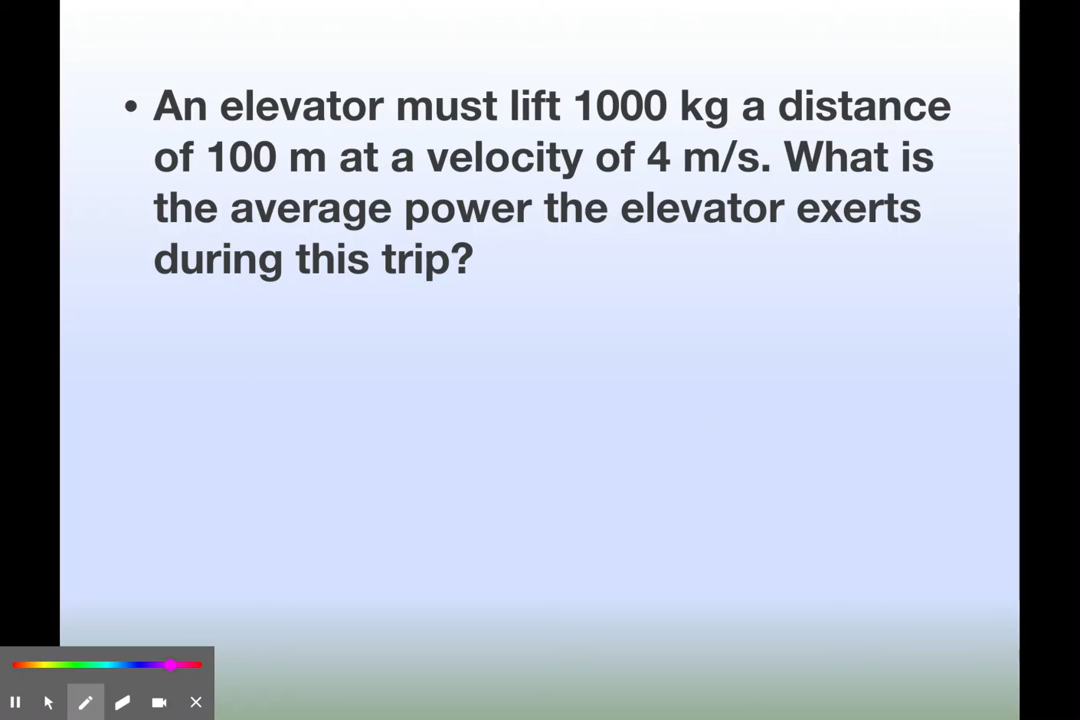 • An elevator must lift 1000 kg a distance
of 100 m at a velocity of 4 m/s. What is
the average power the elevator exerts
during this trip?